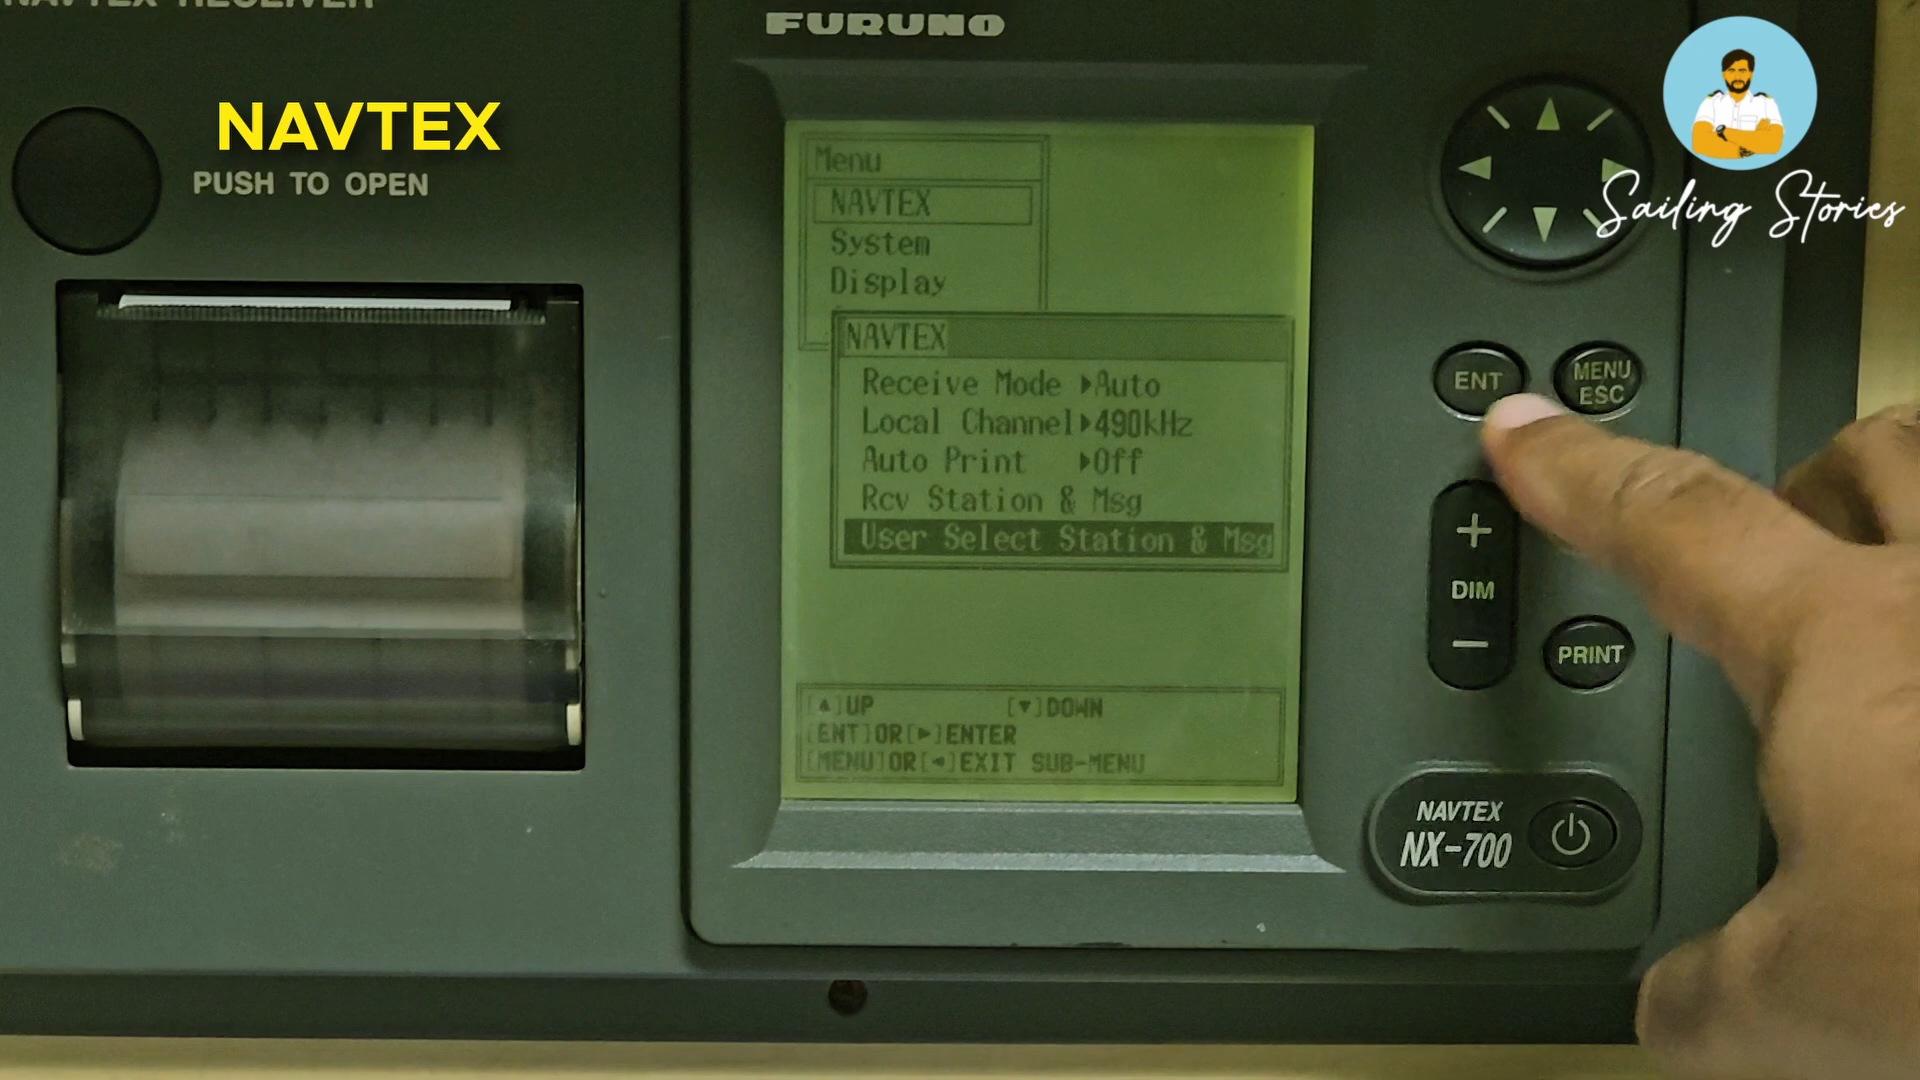 NAVTEX RECEIVER
NAVTEX
PUSH TO OPEN
FURUNO
Menu
NAVTEX
System
Display
NAVTEX
Receive Mode ▸Auto
Local Channel▸490kHz
Auto Print ▸Off
Rcv Station & Msg
User Select Station & Msg
[▲]UP [▼]DOWN
[ENT]OR[▶]ENTER
[MENU]OR[◀]EXIT SUB-MENU
Sailing Stories
ENT
MENU
ESC
+
DIM
−
PRINT
NAVTEX
NX-700